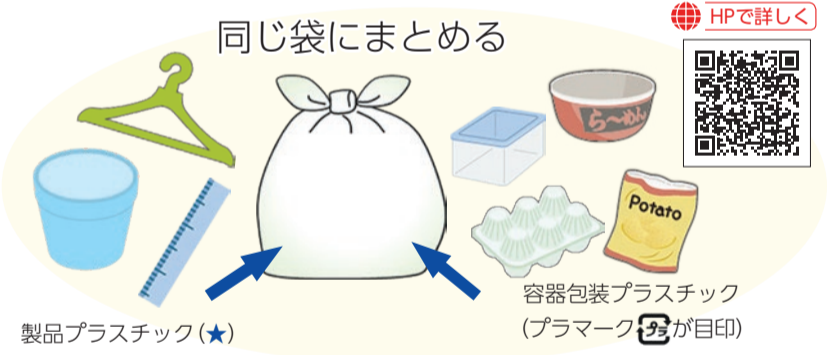 HPで詳しく
同じ袋にまとめる
ら〜めん
Potato
製品プラスチック(★)
容器包装プラスチック
(プラマークプラが目印)